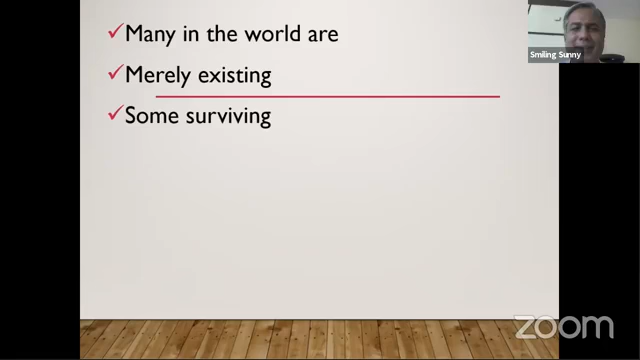 Many in the world are
Merely existing
Some surviving
Smiling Sunny
zoom